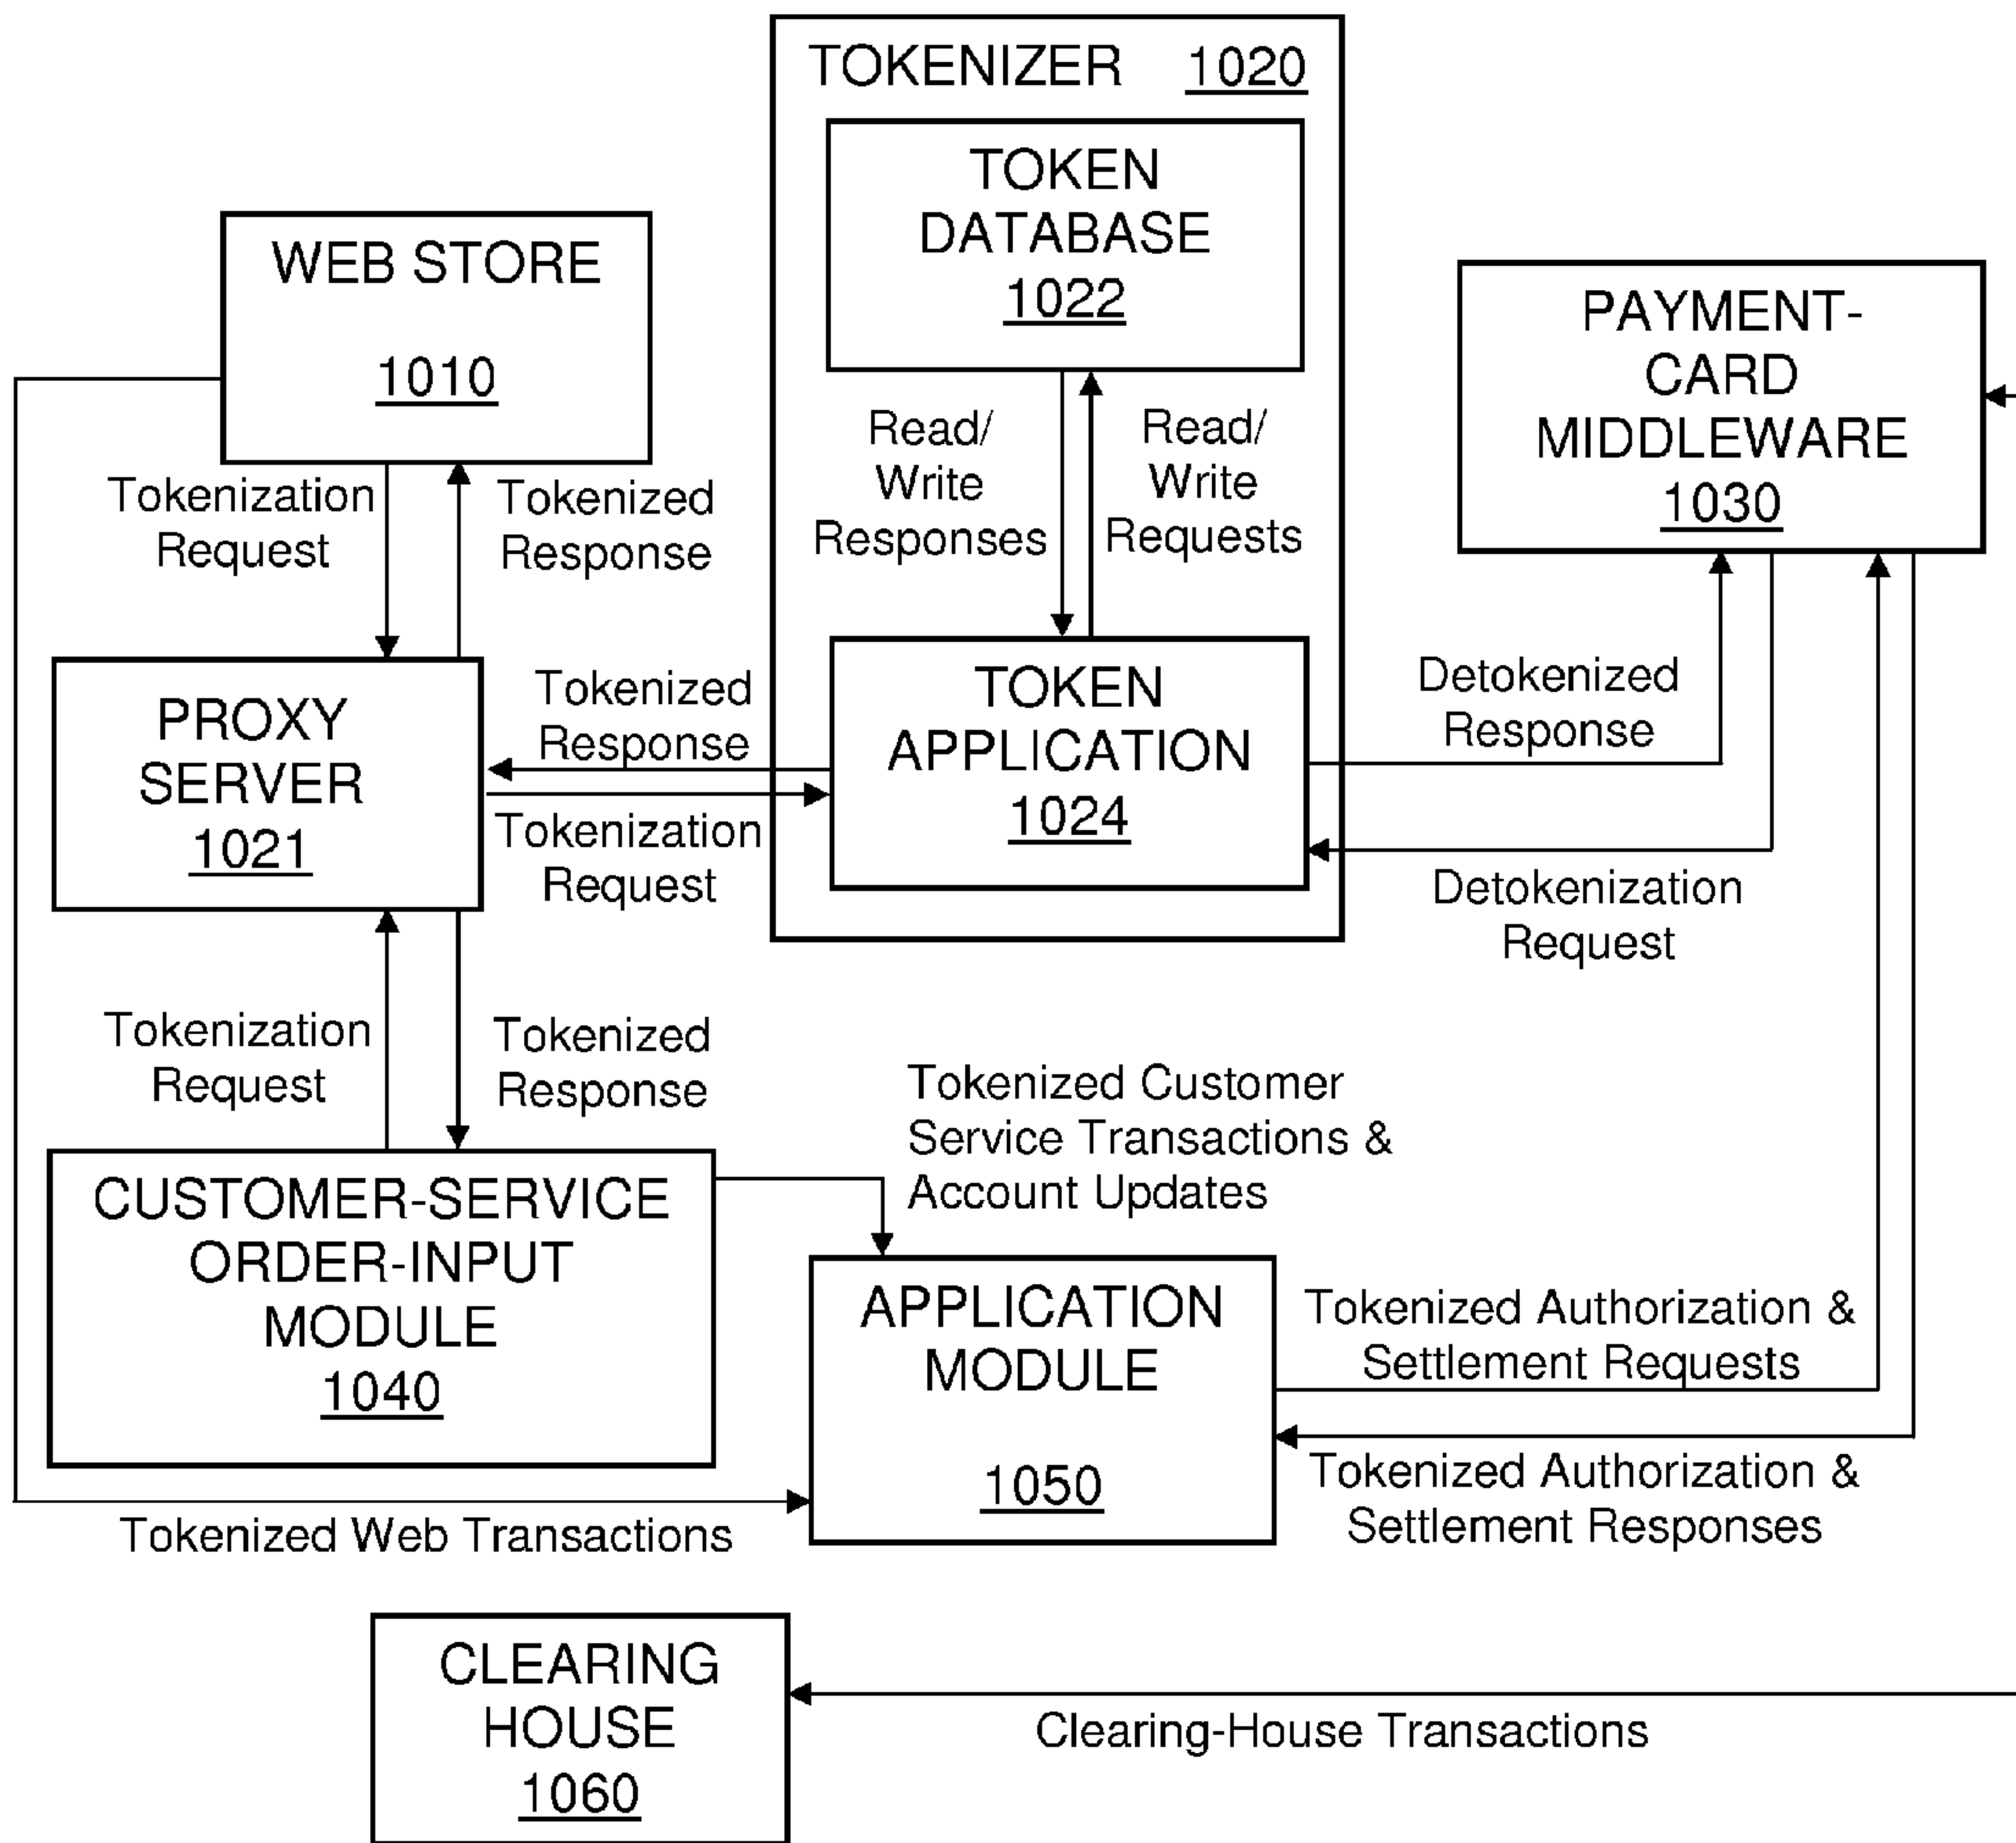 TOKENIZER 1020
TOKEN
DATABASE
1022
WEB STORE
1010
PAYMENT-
CARD
MIDDLEWARE
1030
Read/
Write
Responses
Read/
Write
Requests
Tokenization
Request
Tokenized
Response
PROXY
SERVER
1021
Tokenized
Response
Tokenization
Request
TOKEN
APPLICATION
1024
Detokenized
Response
Detokenization
Request
Tokenization
Request
Tokenized
Response
Tokenized Customer
Service Transactions &
Account Updates
CUSTOMER-SERVICE
ORDER-INPUT
MODULE
1040
APPLICATION
MODULE
1050
Tokenized Authorization &
Settlement Requests
Tokenized Authorization &
Settlement Responses
Tokenized Web Transactions
CLEARING
HOUSE
1060
Clearing-House Transactions